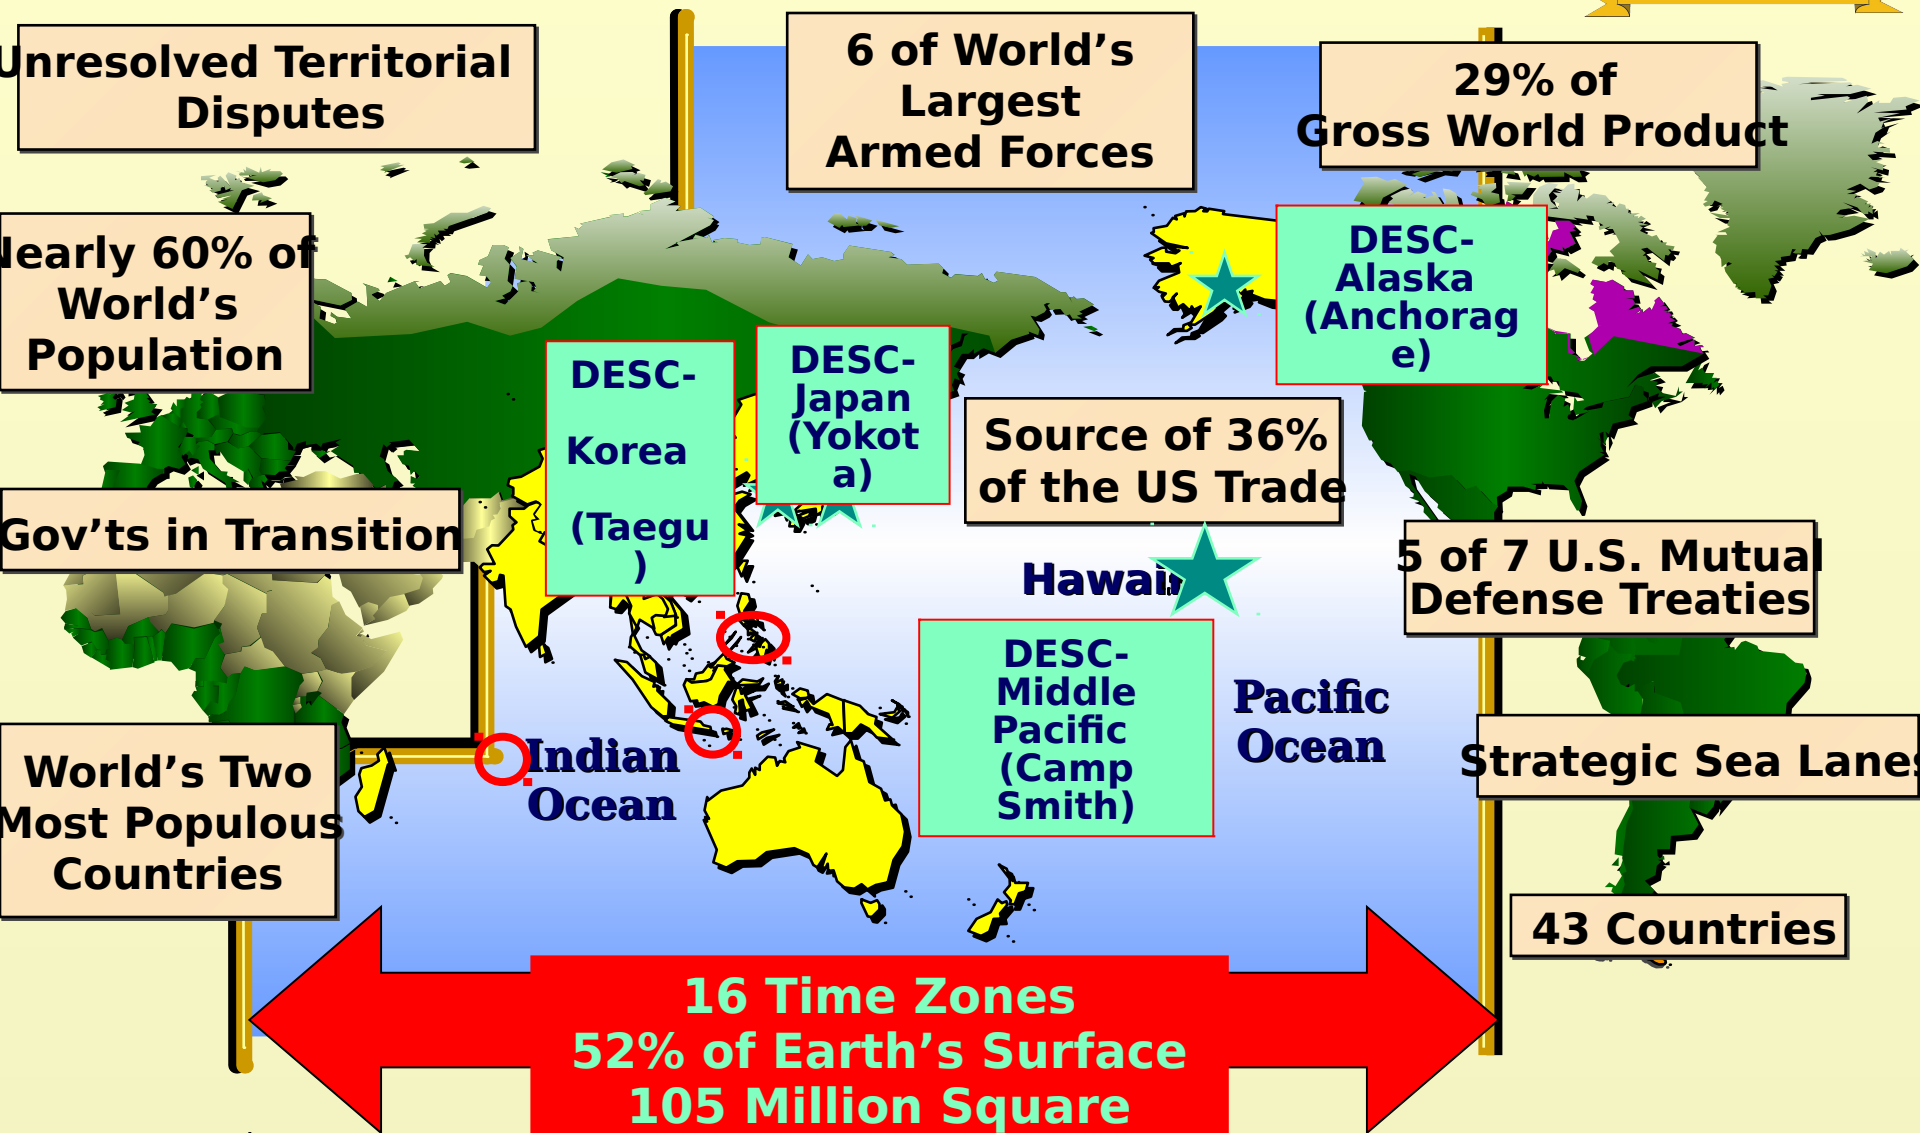 Unresolved Territorial
Disputes
6 of World’s
Largest
Armed Forces
29% of
Gross World Product
Nearly 60% of
World’s
Population
DESC-
Alaska
(Anchorag
e)
DESC-
Korea
(Taegu
)
DESC-
Japan
(Yokot
a)
Source of 36%
of the US Trade
Gov’ts in Transition
5 of 7 U.S. Mutual
Defense Treaties
Hawaii
DESC-
Middle
Pacific
(Camp
Smith)
Pacific
Ocean
Indian
Ocean
Strategic Sea Lanes
World’s Two
Most Populous
Countries
43 Countries
16 Time Zones
52% of Earth’s Surface
105 Million Square